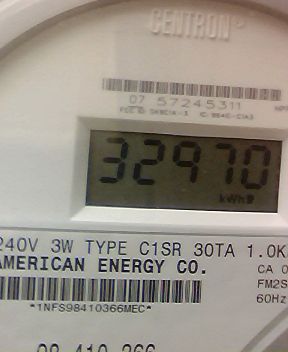 CENTRON
07 57245311
32970
kWh
240V 3W TYPE C1SR 30TA 1.0K
AMERICAN ENERGY CO.
CA 0
FM2S
60Hz
*1NFS98410366MEC*